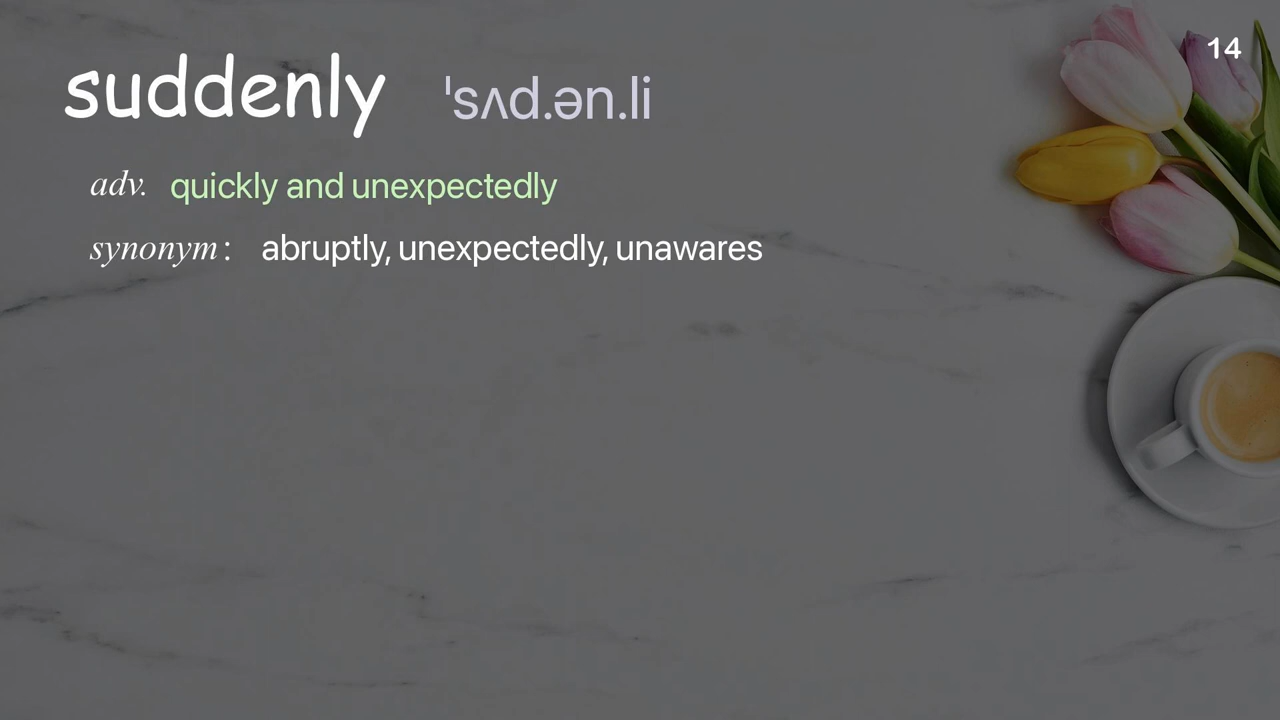 14
suddenly ˈsʌd.ən.li
adv. quickly and unexpectedly
synonym: abruptly, unexpectedly, unawares